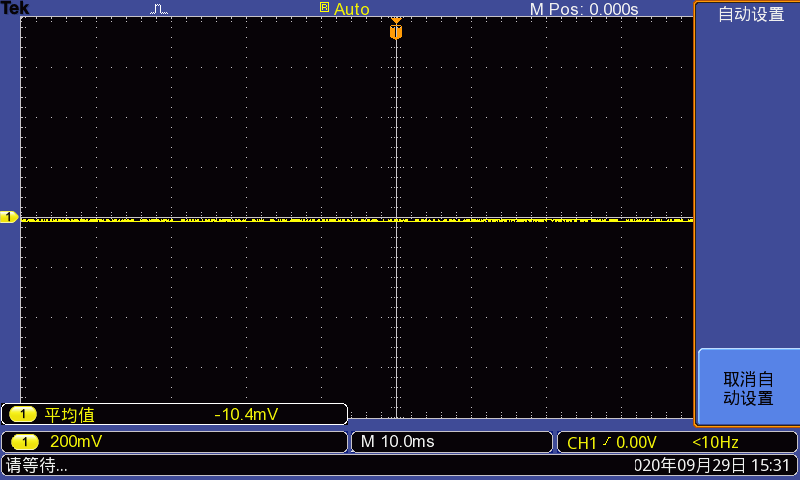 Tek
R Auto
M Pos: 0.000s
自动设置
1
取消自
动设置
1 平均值 -10.4mV
1 200mV
M 10.0ms
CH1 0.00V <10Hz
请等待...
020年09月29日 15:31